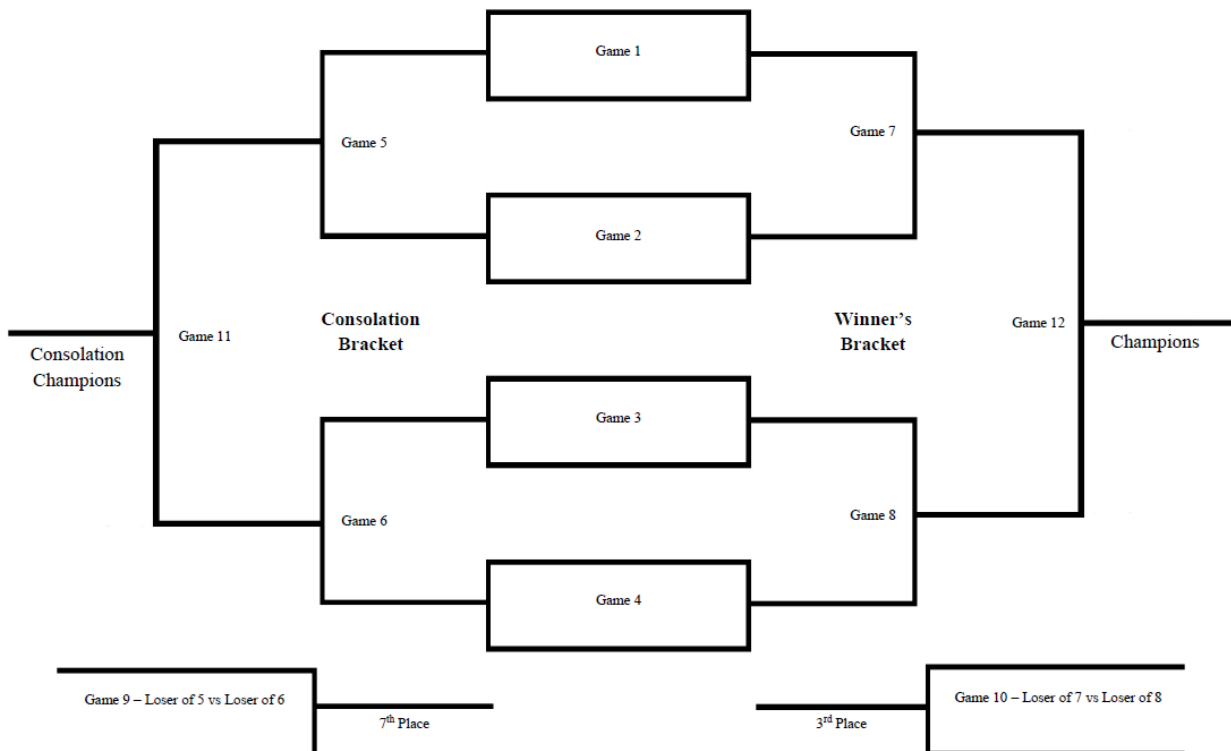 Game 1
Game 5
Game 7
Game 2
Consolation
Bracket
Winner’s
Bracket
Game 11
Game 12
Consolation
Champions
Champions
Game 3
Game 6
Game 8
Game 4
Game 9 – Loser of 5 vs Loser of 6
7th Place
Game 10 – Loser of 7 vs Loser of 8
3rd Place